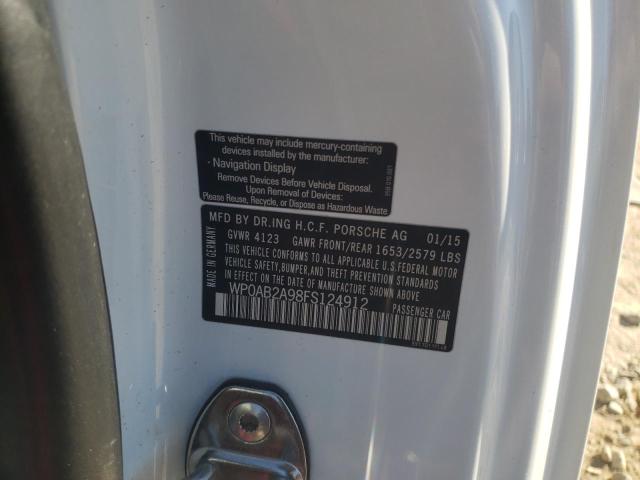 This vehicle may include mercury-containing
devices installed by the manufacturer:
- Navigation Display
Remove Devices Before Vehicle Disposal.
Upon Removal of Devices:
Please Reuse, Recycle, or Dispose as Hazardous Waste
MFD BY DR.ING H.C.F. PORSCHE AG 01/15
GVWR 4123 GAWR FRONT/REAR 1653/2579 LBS
THIS VEHICLE CONFORMS TO ALL APPLICABLE U.S.FEDERAL MOTOR
VEHICLE SAFETY,BUMPER,AND THEFT PREVENTION STANDARDS
IN EFFECT ON THE DATE OF MANUFACTURE SHOWN ABOVE
WP0AB2A98FS124912 PASSENGER CAR
MADE IN GERMANY